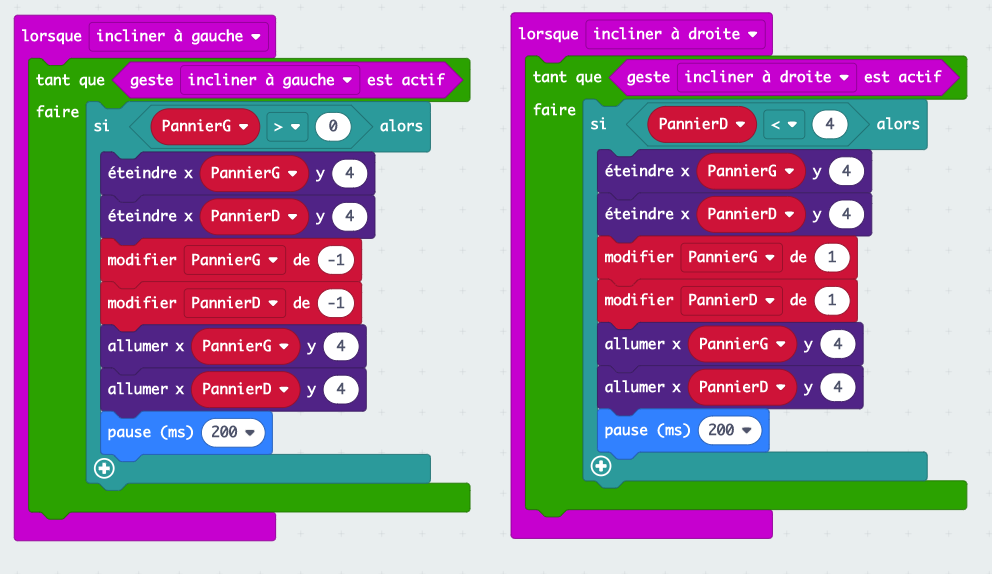 lorsque incliner à gauche
tant que geste incliner à gauche est actif
faire
si PannierG > 0 alors
éteindre x PannierG y 4
éteindre x PannierD y 4
modifier PannierG de -1
modifier PannierD de -1
allumer x PannierG y 4
allumer x PannierD y 4
pause (ms) 200
lorsque incliner à droite
tant que geste incliner à droite est actif
faire
si PannierD < 4 alors
éteindre x PannierG y 4
éteindre x PannierD y 4
modifier PannierG de 1
modifier PannierD de 1
allumer x PannierG y 4
allumer x PannierD y 4
pause (ms) 200